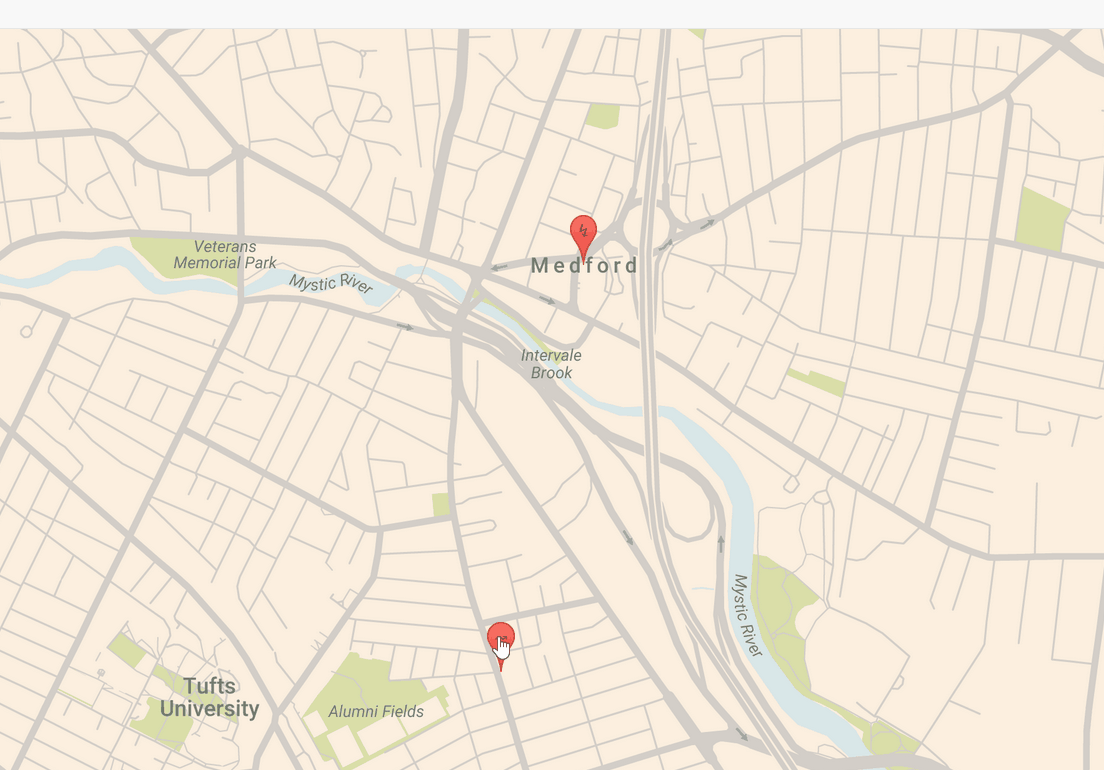 Veterans
Memorial Park
Mystic River
Medford
Intervale
Brook
Mystic River
Tufts
University
Alumni Fields